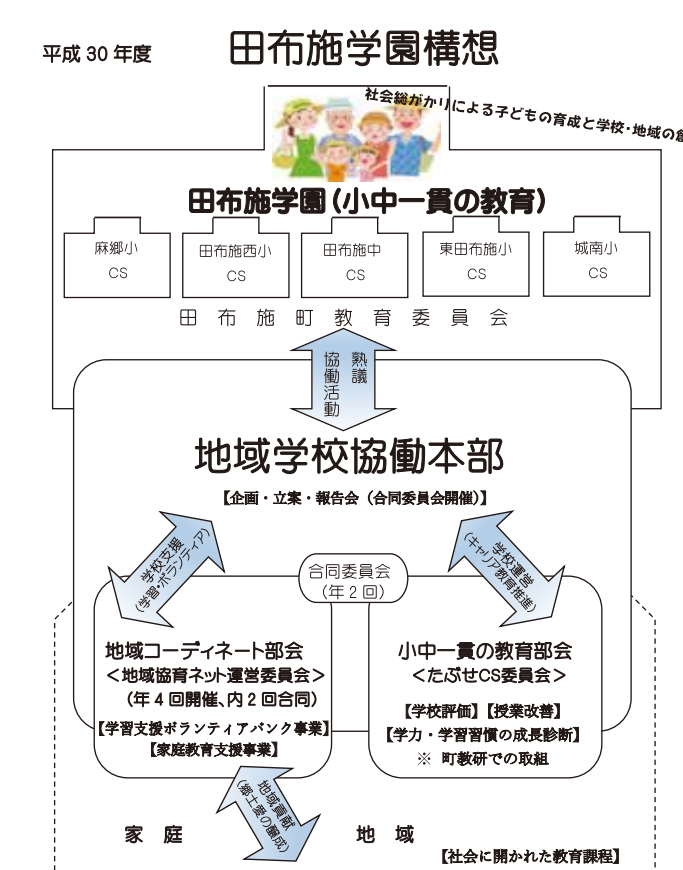 平成 30 年度
田布施学園構想
社会総がかりによる子どもの育成と学校・地域の
田布施学園(小中一貫の教育)
麻郷小
CS
田布施西小
CS
田布施中
CS
東田布施小
CS
城南小
CS
田布施町教育委員会
熟議
協働活動
地域学校協働本部
【企画・立案・報告会(合同委員会開催)】
学校支援
(学習・ボランティア)
学校運営
(キャリア教育推進)
合同委員会
(年2回)
地域コーディネート部会
<地域協育ネット運営委員会>
(年4回開催、内2回合同)
【学習支援ボランティアバンク事業】
【家庭教育支援事業】
小中一貫の教育部会
<たぶせCS委員会>
【学校評価】【授業改善】
【学力・学習習慣の成長診断】
※ 町教研での取組
地域貢献
(郷土愛の醸成)
家庭
地域
【社会に開かれた教育課程】